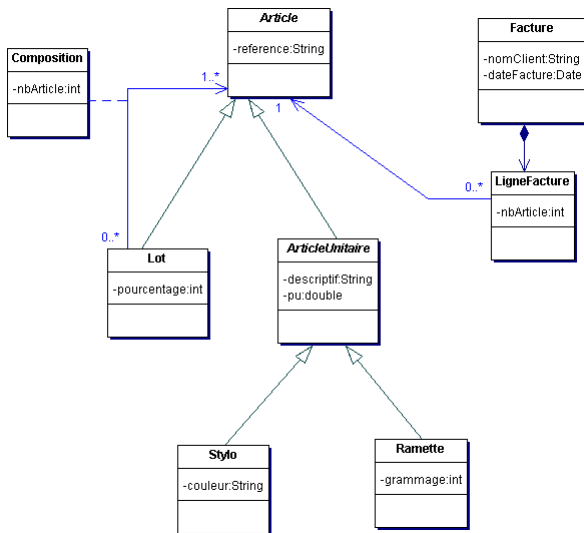 Article
-reference:String
Facture
-nomClient:String
-dateFacture:Date
Composition
-nbArticle:int
1..*
1
0..*
LigneFacture
-nbArticle:int
0..*
Lot
-pourcentage:int
ArticleUnitaire
-descriptif:String
-pu:double
Stylo
-couleur:String
Ramette
-grammage:int